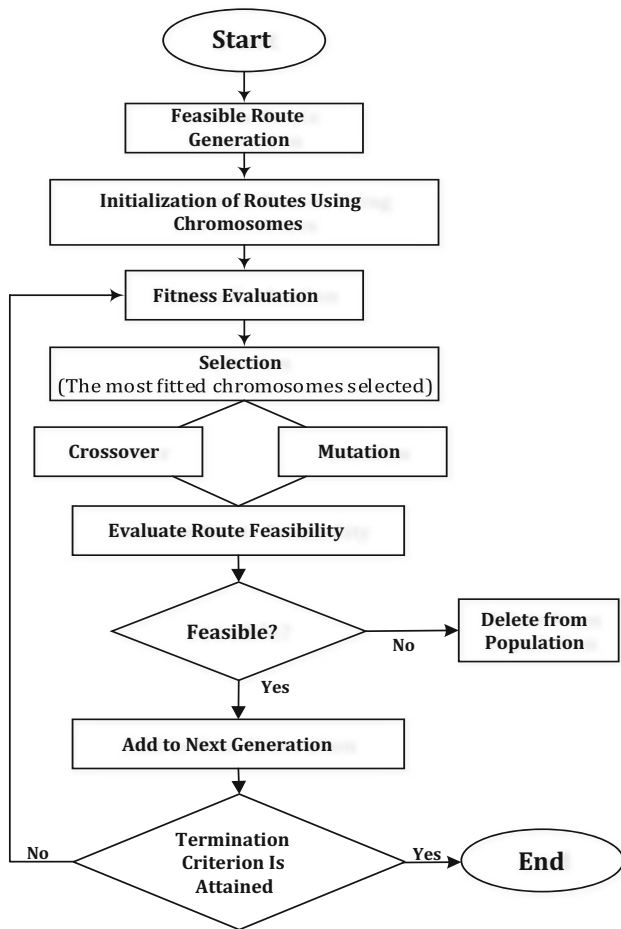 Start
Feasible Route
Generation
Initialization of Routes Using
Chromosomes
Fitness Evaluation
Selection
(The most fitted chromosomes selected)
Crossover
Mutation
Evaluate Route Feasibility
Feasible?
No
Delete from
Population
Yes
Add to Next Generation
No
Termination
Criterion Is
Attained
Yes
End